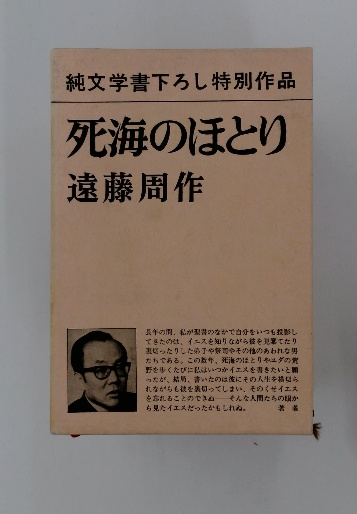 純文学書下ろし特別作品
死海のほとり
遠藤周作
長年の間、私が聖書のなかで自分をいつも投影し
てきたのは、イエスを知りながら彼を見棄てたり
裏切ったりした弟子や祭司やその他のあわれな男
たちである。この数年、死海のほとりやユダの荒
野を歩くたびに私はいつかイエスを書きたいと願
ったが、結局、書いたのは彼にその人生を横切ら
れながらも彼を裏切ってしまい、そのくせイエス
を忘れることのできぬ――そんな人間たちの眼か
ら見たイエスだったかもしれぬ。 著者